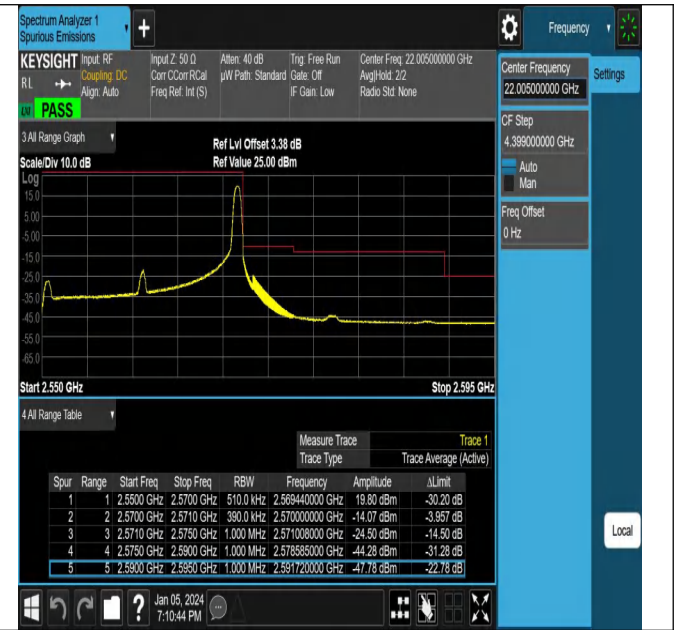 Spectrum Analyzer 1
Spurious Emissions
+
Frequency
KEYSIGHT
RL
PASS
Input: RF
Coupling: DC
Align: Auto
Input Z: 50 Ω
Corr CCorr RCal
Freq Ref: Int (S)
Atten: 40 dB
µW Path: Standard
Trig: Free Run
Gate: Off
IF Gain: Low
Center Freq: 22.005000000 GHz
Avg|Hold: 2/2
Radio Std: None
Center Frequency
22.005000000 GHz
Settings
CF Step
4.399000000 GHz
Auto
Man
Freq Offset
0 Hz
3 All Range Graph
Ref Lvl Offset 3.38 dB
Scale/Div 10.0 dB
Ref Value 25.00 dBm
Log
15.0
5.00
-5.00
-15.0
-25.0
-35.0
-45.0
-55.0
-65.0
Start 2.550 GHz
Stop 2.595 GHz
4 All Range Table
Measure Trace Trace 1
Trace Type Trace Average (Active)
Spur Range Start Freq Stop Freq RBW Frequency Amplitude ΔLimit
1 1 2.5500 GHz 2.5700 GHz 510.0 kHz 2.569440000 GHz 19.80 dBm -30.20 dB
2 2 2.5700 GHz 2.5710 GHz 390.0 kHz 2.570000000 GHz -14.07 dBm -3.957 dB
3 3 2.5710 GHz 2.5750 GHz 1.000 MHz 2.571008000 GHz -24.50 dBm -14.50 dB
4 4 2.5750 GHz 2.5900 GHz 1.000 MHz 2.578585000 GHz -44.28 dBm -31.28 dB
5 5 2.5900 GHz 2.5950 GHz 1.000 MHz 2.591720000 GHz -47.78 dBm -22.78 dB
Local
?
Jan 05, 2024
7:10:44 PM